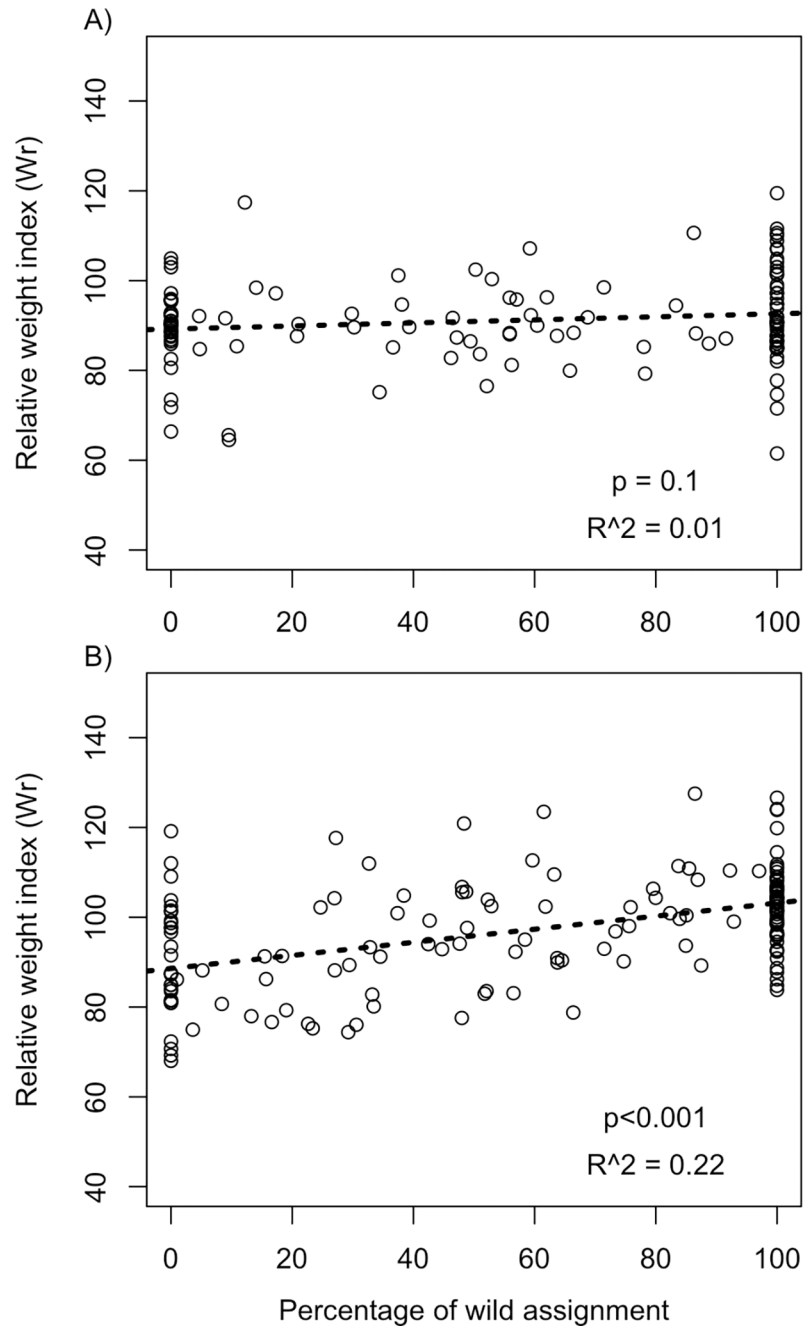 A)
Relative weight index (Wr)
140
120
100
80
60
40
p = 0.1
R^2 = 0.01
0 20 40 60 80 100
B)
Relative weight index (Wr)
140
120
100
80
60
40
p<0.001
R^2 = 0.22
0 20 40 60 80 100
Percentage of wild assignment